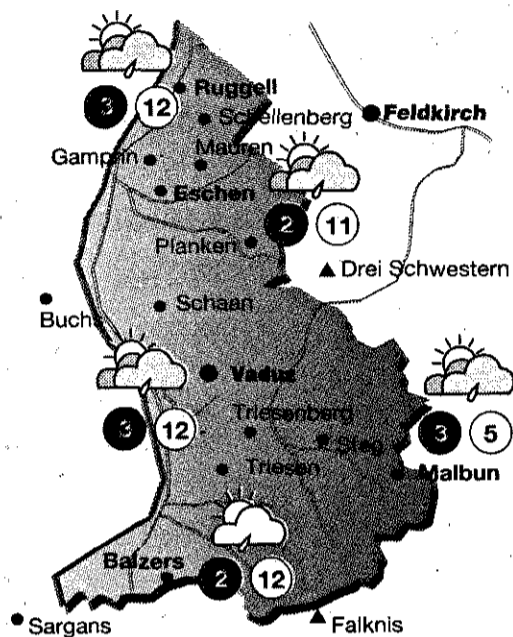 Ruggell
3 12
Schellenberg
Feldkirch
Mauren
Gamprin
Eschen
2 11
Planken
Drei Schwestern
Schaan
Buchs
Vaduz
3 12
Triesenberg
3 5
Steg
Triesen
Malbun
Balzers
2 12
Sargans
Falknis